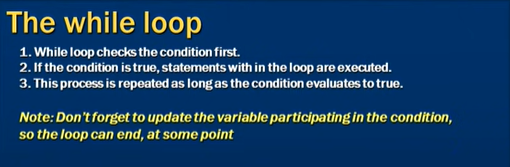 The while loop
1. While loop checks the condition first.
2. If the condition is true, statements with in the loop are executed.
3. This process is repeated as long as the condition evaluates to true.
Note: Don't forget to update the variable participating in the condition,
so the loop can end, at some point